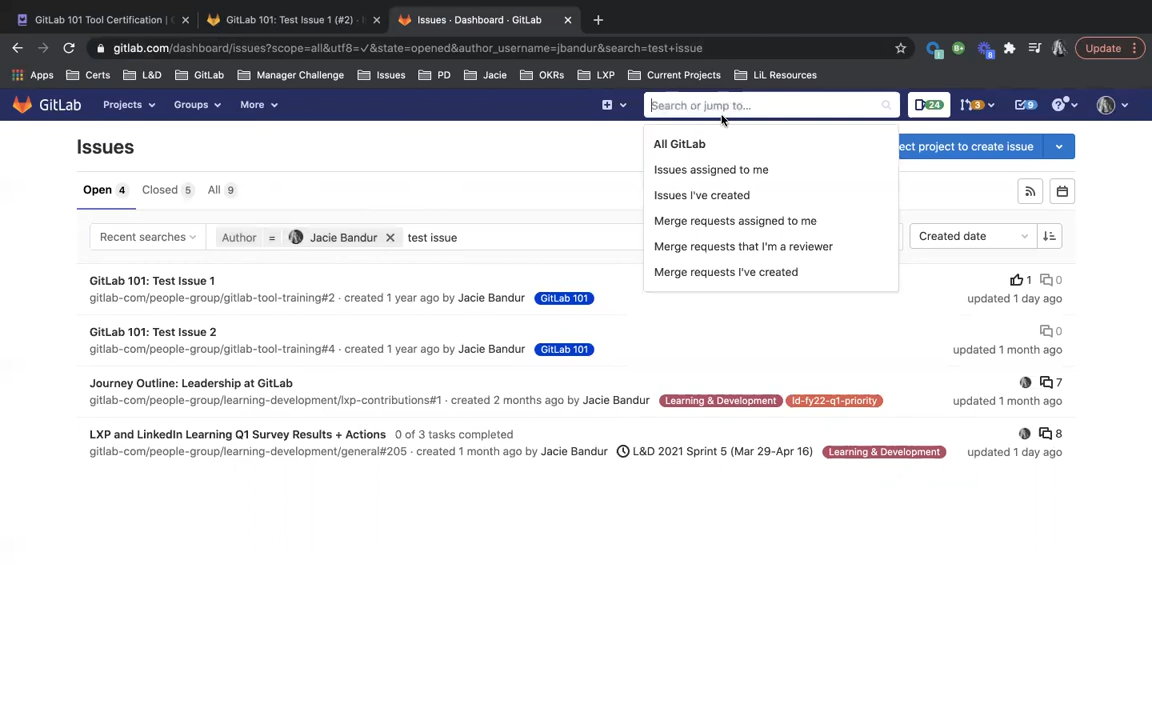 GitLab 101 Tool Certification |
GitLab 101: Test Issue 1 (#2) ·
Issues · Dashboard · GitLab
gitlab.com/dashboard/issues?scope=all&utf8=✓&state=opened&author_username=jbandur&search=test+issue
1
B+
8
Update
Apps
Certs
L&D
GitLab
Manager Challenge
Issues
PD
Jacie
OKRs
LXP
Current Projects
LiL Resources
GitLab
Projects
Groups
More
Search or jump to...
24
3
9
Issues
All GitLab
ect project to create issue
Issues assigned to me
Open 4
Closed 5
All 9
Issues I've created
Merge requests assigned to me
Recent searches
Author = Jacie Bandur
test issue
Created date
Merge requests that I'm a reviewer
Merge requests I've created
GitLab 101: Test Issue 1
1
0
gitlab-com/people-group/gitlab-tool-training#2 · created 1 year ago by Jacie Bandur GitLab 101
updated 1 day ago
GitLab 101: Test Issue 2
0
gitlab-com/people-group/gitlab-tool-training#4 · created 1 year ago by Jacie Bandur GitLab 101
updated 1 month ago
Journey Outline: Leadership at GitLab
7
gitlab-com/people-group/learning-development/lxp-contributions#1 · created 2 months ago by Jacie Bandur Learning & Development ld-fy22-q1-priority
updated 1 month ago
LXP and LinkedIn Learning Q1 Survey Results + Actions 0 of 3 tasks completed
8
gitlab-com/people-group/learning-development/general#205 · created 1 month ago by Jacie Bandur L&D 2021 Sprint 5 (Mar 29-Apr 16) Learning & Development
updated 1 day ago